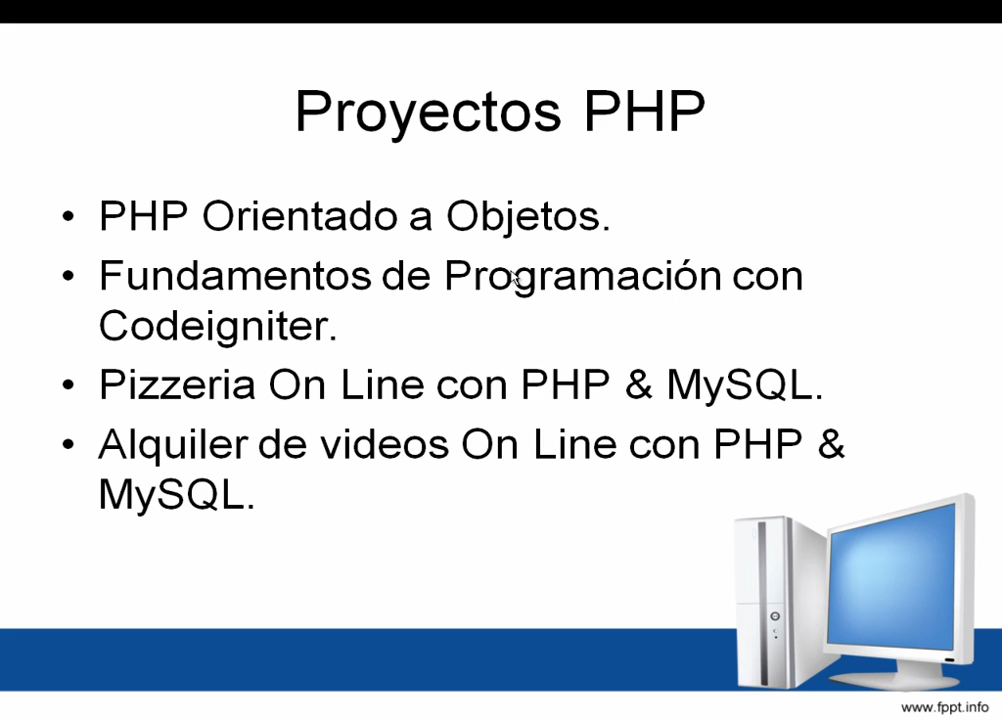 Proyectos PHP
• PHP Orientado a Objetos.
• Fundamentos de Programación con
Codeigniter.
• Pizzeria On Line con PHP & MySQL.
• Alquiler de videos On Line con PHP &
MySQL.
www.fppt.info